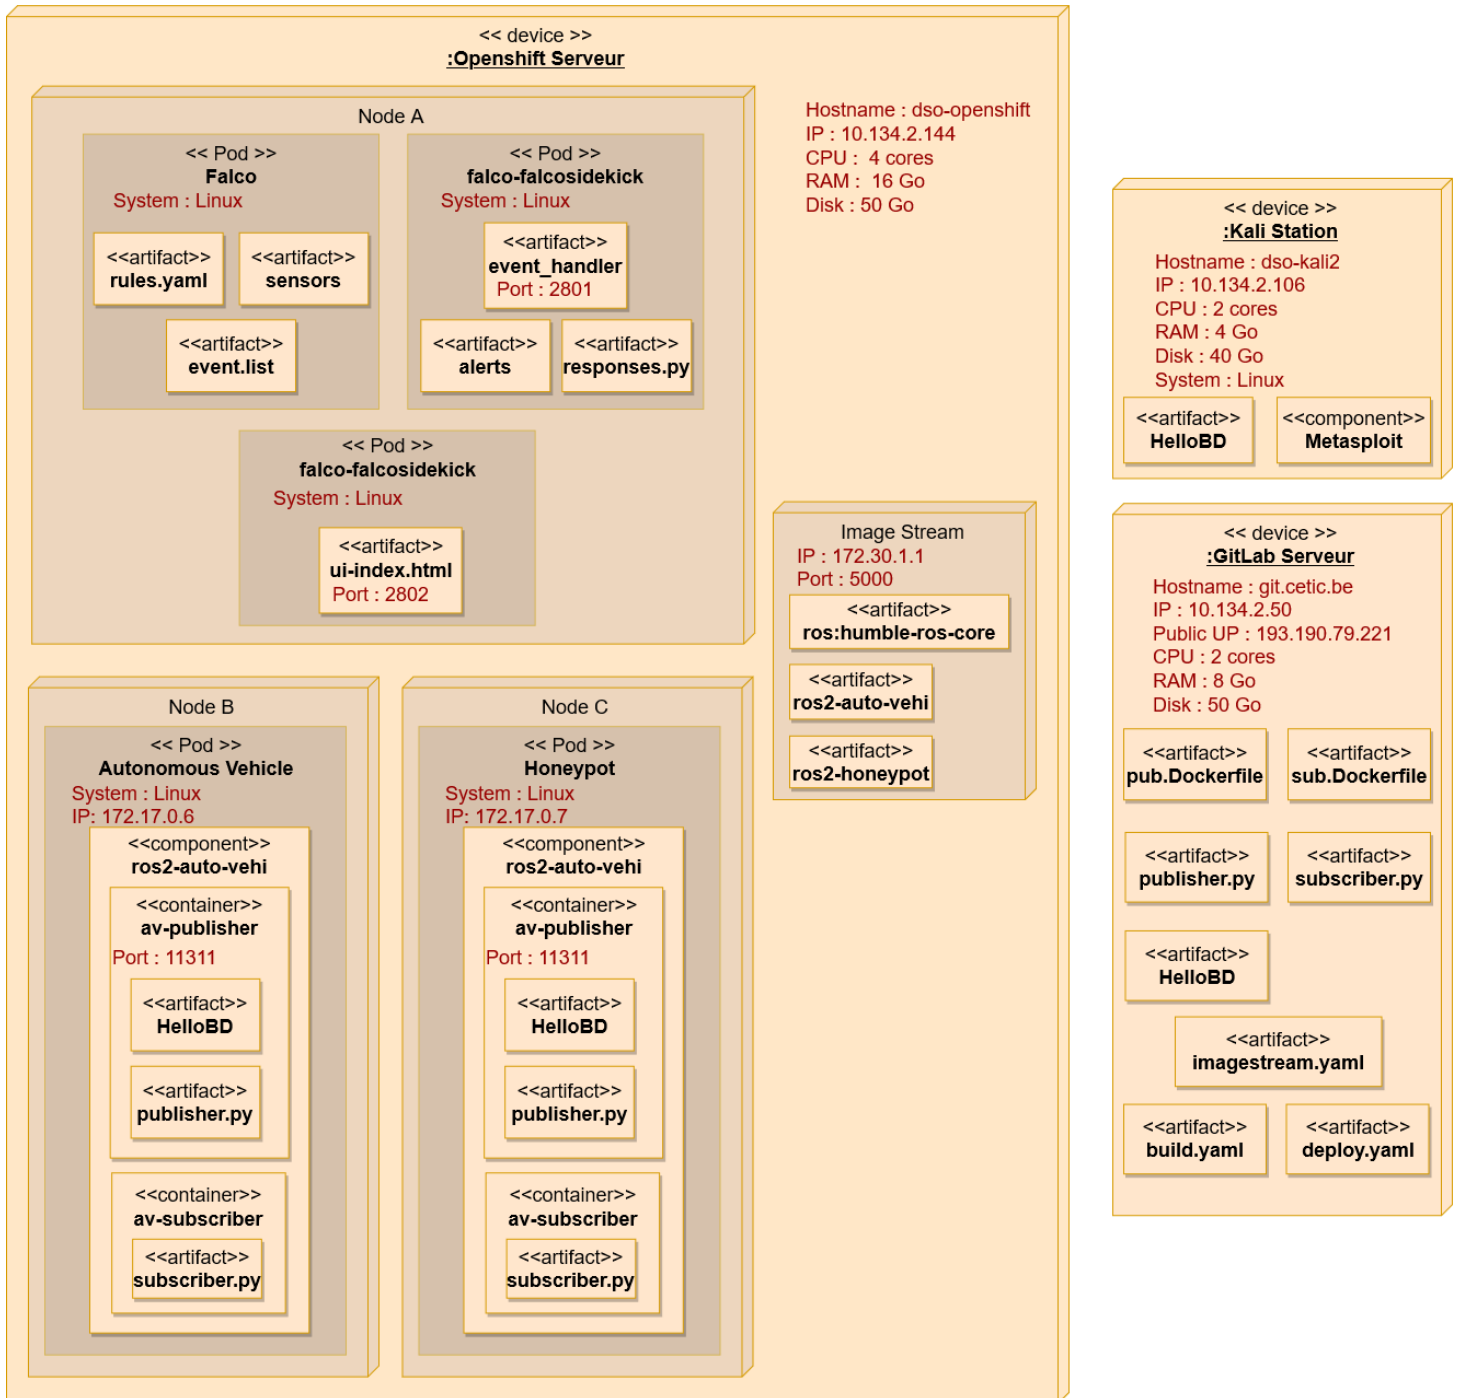 << device >>
:Openshift Serveur
Hostname : dso-openshift
IP : 10.134.2.144
CPU : 4 cores
RAM : 16 Go
Disk : 50 Go
Node A
<< Pod >>
Falco
System : Linux
<<artifact>>
rules.yaml
<<artifact>>
sensors
<<artifact>>
event.list
<< Pod >>
falco-falcosidekick
System : Linux
<<artifact>>
event_handler
Port : 2801
<<artifact>>
alerts
<<artifact>>
responses.py
<< Pod >>
falco-falcosidekick
System : Linux
<<artifact>>
ui-index.html
Port : 2802
Image Stream
IP : 172.30.1.1
Port : 5000
<<artifact>>
ros:humble-ros-core
<<artifact>>
ros2-auto-vehi
<<artifact>>
ros2-honeypot
Node B
<< Pod >>
Autonomous Vehicle
System : Linux
IP: 172.17.0.6
<<component>>
ros2-auto-vehi
<<container>>
av-publisher
Port : 11311
<<artifact>>
HelloBD
<<artifact>>
publisher.py
<<container>>
av-subscriber
<<artifact>>
subscriber.py
Node C
<< Pod >>
Honeypot
System : Linux
IP: 172.17.0.7
<<component>>
ros2-auto-vehi
<<container>>
av-publisher
Port : 11311
<<artifact>>
HelloBD
<<artifact>>
publisher.py
<<container>>
av-subscriber
<<artifact>>
subscriber.py
<< device >>
:Kali Station
Hostname : dso-kali2
IP : 10.134.2.106
CPU : 2 cores
RAM : 4 Go
Disk : 40 Go
System : Linux
<<artifact>>
HelloBD
<<component>>
Metasploit
<< device >>
:GitLab Serveur
Hostname : git.cetic.be
IP : 10.134.2.50
Public UP : 193.190.79.221
CPU : 2 cores
RAM : 8 Go
Disk : 50 Go
<<artifact>>
pub.Dockerfile
<<artifact>>
sub.Dockerfile
<<artifact>>
publisher.py
<<artifact>>
subscriber.py
<<artifact>>
HelloBD
<<artifact>>
imagestream.yaml
<<artifact>>
build.yaml
<<artifact>>
deploy.yaml